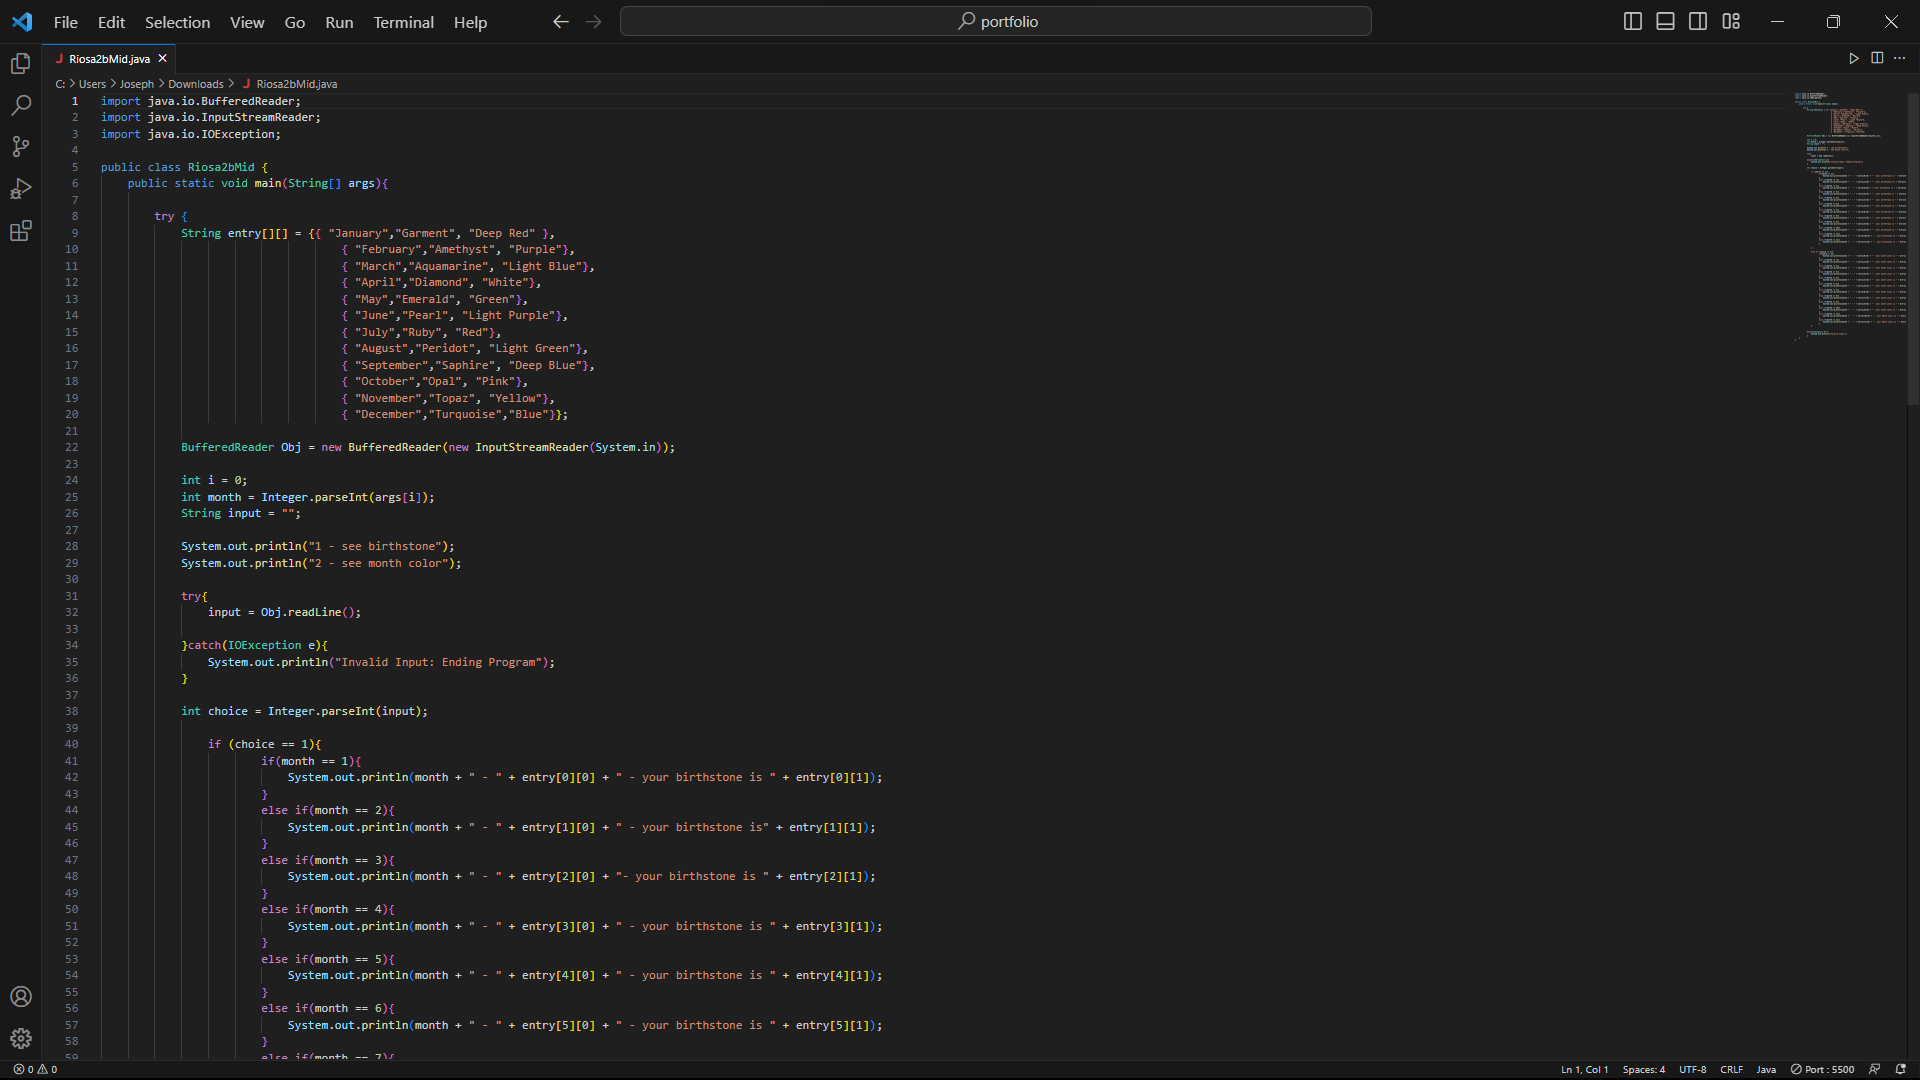 File Edit Selection View Go Run Terminal Help portfolio
Riosa2bMid.java
C: > Users > Joseph > Downloads > Riosa2bMid.java
1 import java.io.BufferedReader;
2 import java.io.InputStreamReader;
3 import java.io.IOException;
4
5 public class Riosa2bMid {
6 public static void main(String[] args){
7
8 try {
9 String entry[][] = {{ "January","Garment", "Deep Red" },
10 { "February","Amethyst", "Purple"},
11 { "March","Aquamarine", "Light Blue"},
12 { "April","Diamond", "White"},
13 { "May","Emerald", "Green"},
14 { "June","Pearl", "Light Purple"},
15 { "July","Ruby", "Red"},
16 { "August","Peridot", "Light Green"},
17 { "September","Saphire", "Deep BLue"},
18 { "October","Opal", "Pink"},
19 { "November","Topaz", "Yellow"},
20 { "December","Turquoise","Blue"}};
21
22 BufferedReader Obj = new BufferedReader(new InputStreamReader(System.in));
23
24 int i = 0;
25 int month = Integer.parseInt(args[i]);
26 String input = "";
27
28 System.out.println("1 - see birthstone");
29 System.out.println("2 - see month color");
30
31 try{
32 input = Obj.readLine();
33
34 }catch(IOException e){
35 System.out.println("Invalid Input: Ending Program");
36 }
37
38 int choice = Integer.parseInt(input);
39
40 if (choice == 1){
41 if(month == 1){
42 System.out.println(month + " - " + entry[0][0] + " - your birthstone is " + entry[0][1]);
43 }
44 else if(month == 2){
45 System.out.println(month + " - " + entry[1][0] + " - your birthstone is" + entry[1][1]);
46 }
47 else if(month == 3){
48 System.out.println(month + " - " + entry[2][0] + "- your birthstone is " + entry[2][1]);
49 }
50 else if(month == 4){
51 System.out.println(month + " - " + entry[3][0] + " - your birthstone is " + entry[3][1]);
52 }
53 else if(month == 5){
54 System.out.println(month + " - " + entry[4][0] + " - your birthstone is " + entry[4][1]);
55 }
56 else if(month == 6){
57 System.out.println(month + " - " + entry[5][0] + " - your birthstone is " + entry[5][1]);
58 }
59 else if(month == 7){
0 0 Ln 1, Col 1 Spaces: 4 UTF-8 CRLF Java Port : 5500